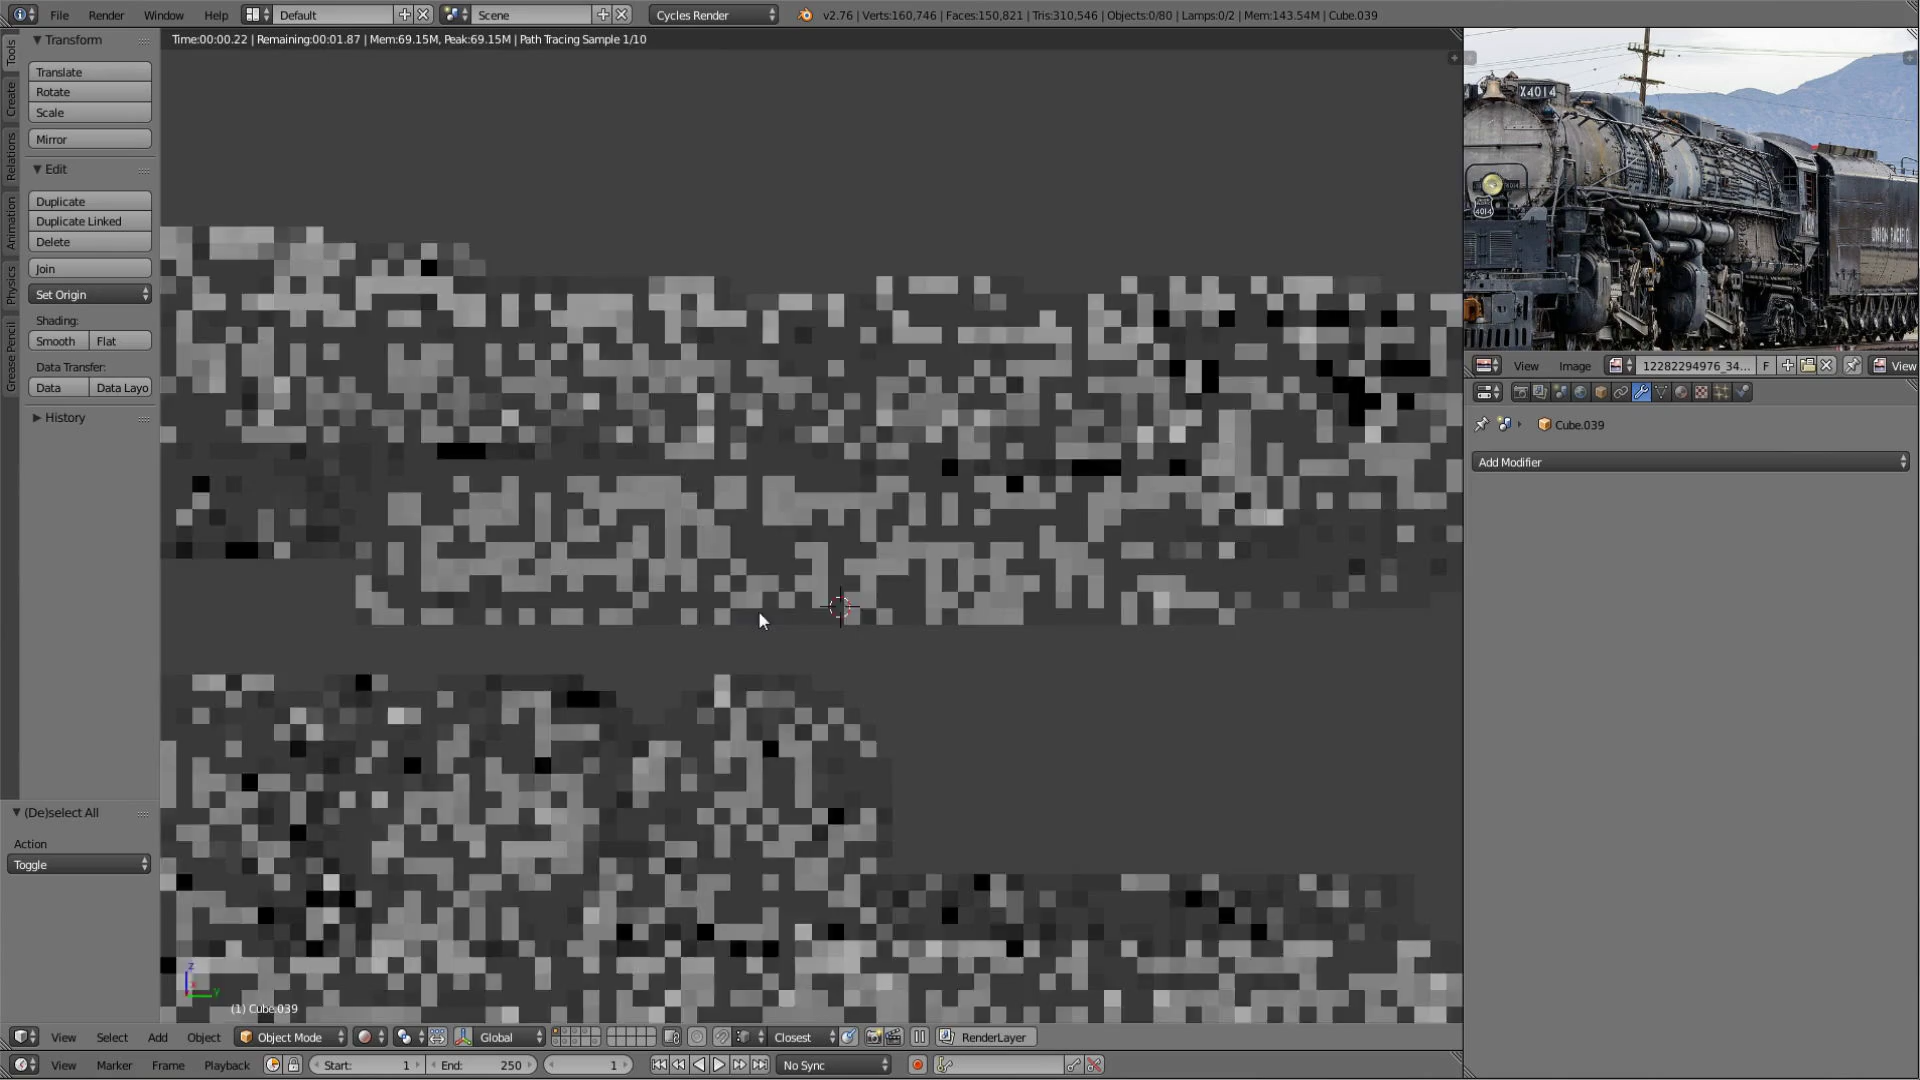 File Render Window Help Default Scene Cycles Render v2.76 | Verts:160,746 | Faces:150,821 | Tris:310,546 | Objects:0/80 | Lamps:0/2 | Mem:143.54M | Cube.039
Time:00:00.22 | Remaining:00:01.87 | Mem:69.15M, Peak:69.15M | Path Tracing Sample 1/10
Tools
Create
Relations
Animation
Physics
Grease Pencil
Transform
Translate
Rotate
Scale
Mirror
Edit
Duplicate
Duplicate Linked
Delete
Join
Set Origin
Shading:
Smooth Flat
Data Transfer:
Data Data Layo
History
(De)select All
Action
Toggle
X4014
4014
UNION PACIFIC
View Image 12282294976_34... F View
Cube.039
Add Modifier
z
y
(1) Cube.039
View Select Add Object Object Mode Global Closest RenderLayer
View Marker Frame Playback Start: 1 End: 250 1 No Sync